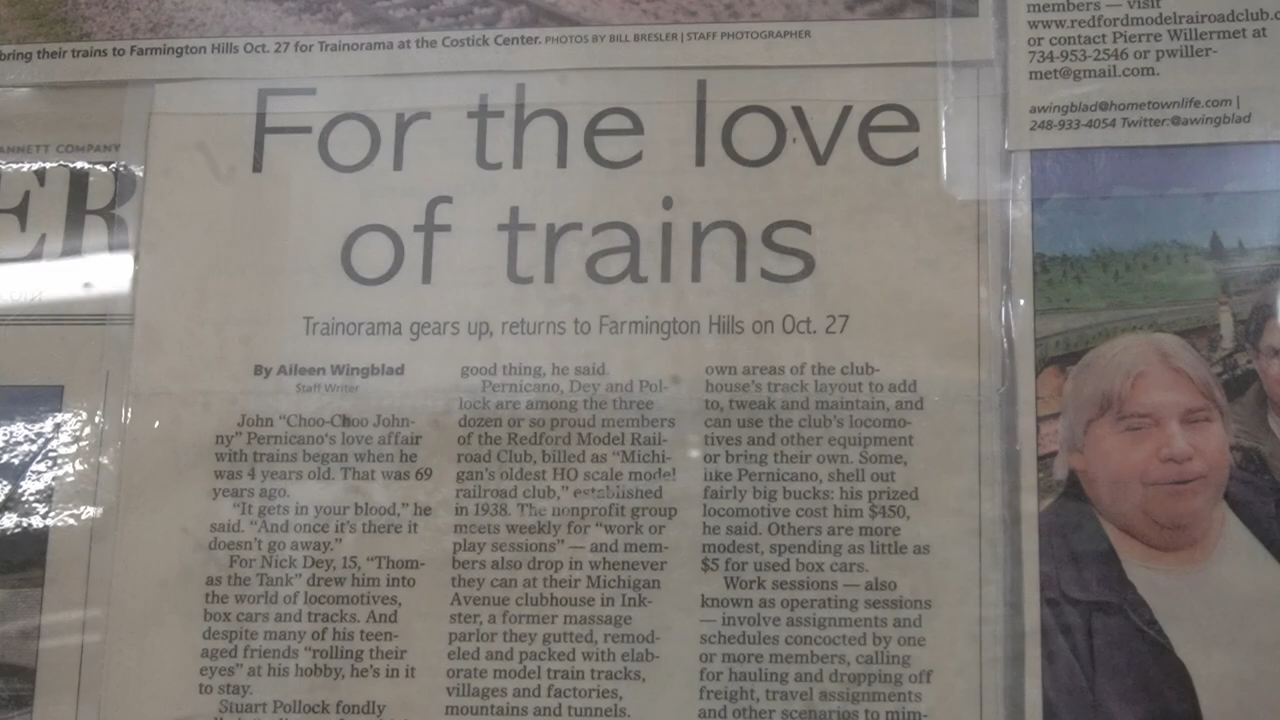 bring their trains to Farmington Hills Oct. 27 for Trainorama at the Costick Center. PHOTOS BY BILL BRESLER | STAFF PHOTOGRAPHER
For the love
of trains
Trainorama gears up, returns to Farmington Hills on Oct. 27
By Aileen Wingblad
Staff Writer
John “Choo-Choo John-
ny” Pernicano's love affair
with trains began when he
was 4 years old. That was 69
years ago.
“It gets in your blood,” he
said. “And once it's there it
doesn't go away.”
For Nick Dey, 15, “Thom-
as the Tank” drew him into
the world of locomotives,
box cars and tracks. And
despite many of his teen-
aged friends “rolling their
eyes” at his hobby, he's in it
to stay.
Stuart Pollock fondly
good thing, he said.
Pernicano, Dey and Pol-
lock are among the three
dozen or so proud members
of the Redford Model Rail-
road Club, billed as “Michi-
gan's oldest HO scale model
railroad club,” established
in 1938. The nonprofit group
meets weekly for “work or
play sessions” — and mem-
bers also drop in whenever
they can at their Michigan
Avenue clubhouse in Ink-
ster, a former massage
parlor they gutted, remod-
eled and packed with elab-
orate model train tracks,
villages and factories,
mountains and tunnels.
own areas of the club-
house's track layout to add
to, tweak and maintain, and
can use the club's locomo-
tives and other equipment
or bring their own. Some,
like Pernicano, shell out
fairly big bucks: his prized
locomotive cost him $450,
he said. Others are more
modest, spending as little as
$5 for used box cars.
Work sessions — also
known as operating sessions
— involve assignments and
schedules concocted by one
or more members, calling
for hauling and dropping off
freight, travel assignments
and other scenarios to mim-
members — visit
www.redfordmodelrairoadclub.c
or contact Pierre Willermet at
734-953-2546 or pwiller-
met@gmail.com.
awingblad@hometownlife.com |
248-933-4054 Twitter:@awingblad
ANNETT COMPANY
ER